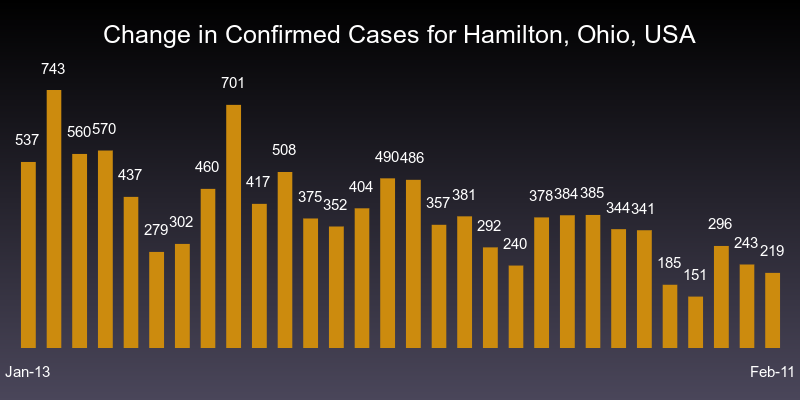 Change in Confirmed Cases for Hamilton, Ohio, USA
537 743 560 570 437 279 302 460 701 417 508 375 352 404 490 486 357 381 292 240 378 384 385 344 341 185 151 296 243 219
Jan-13 Feb-11